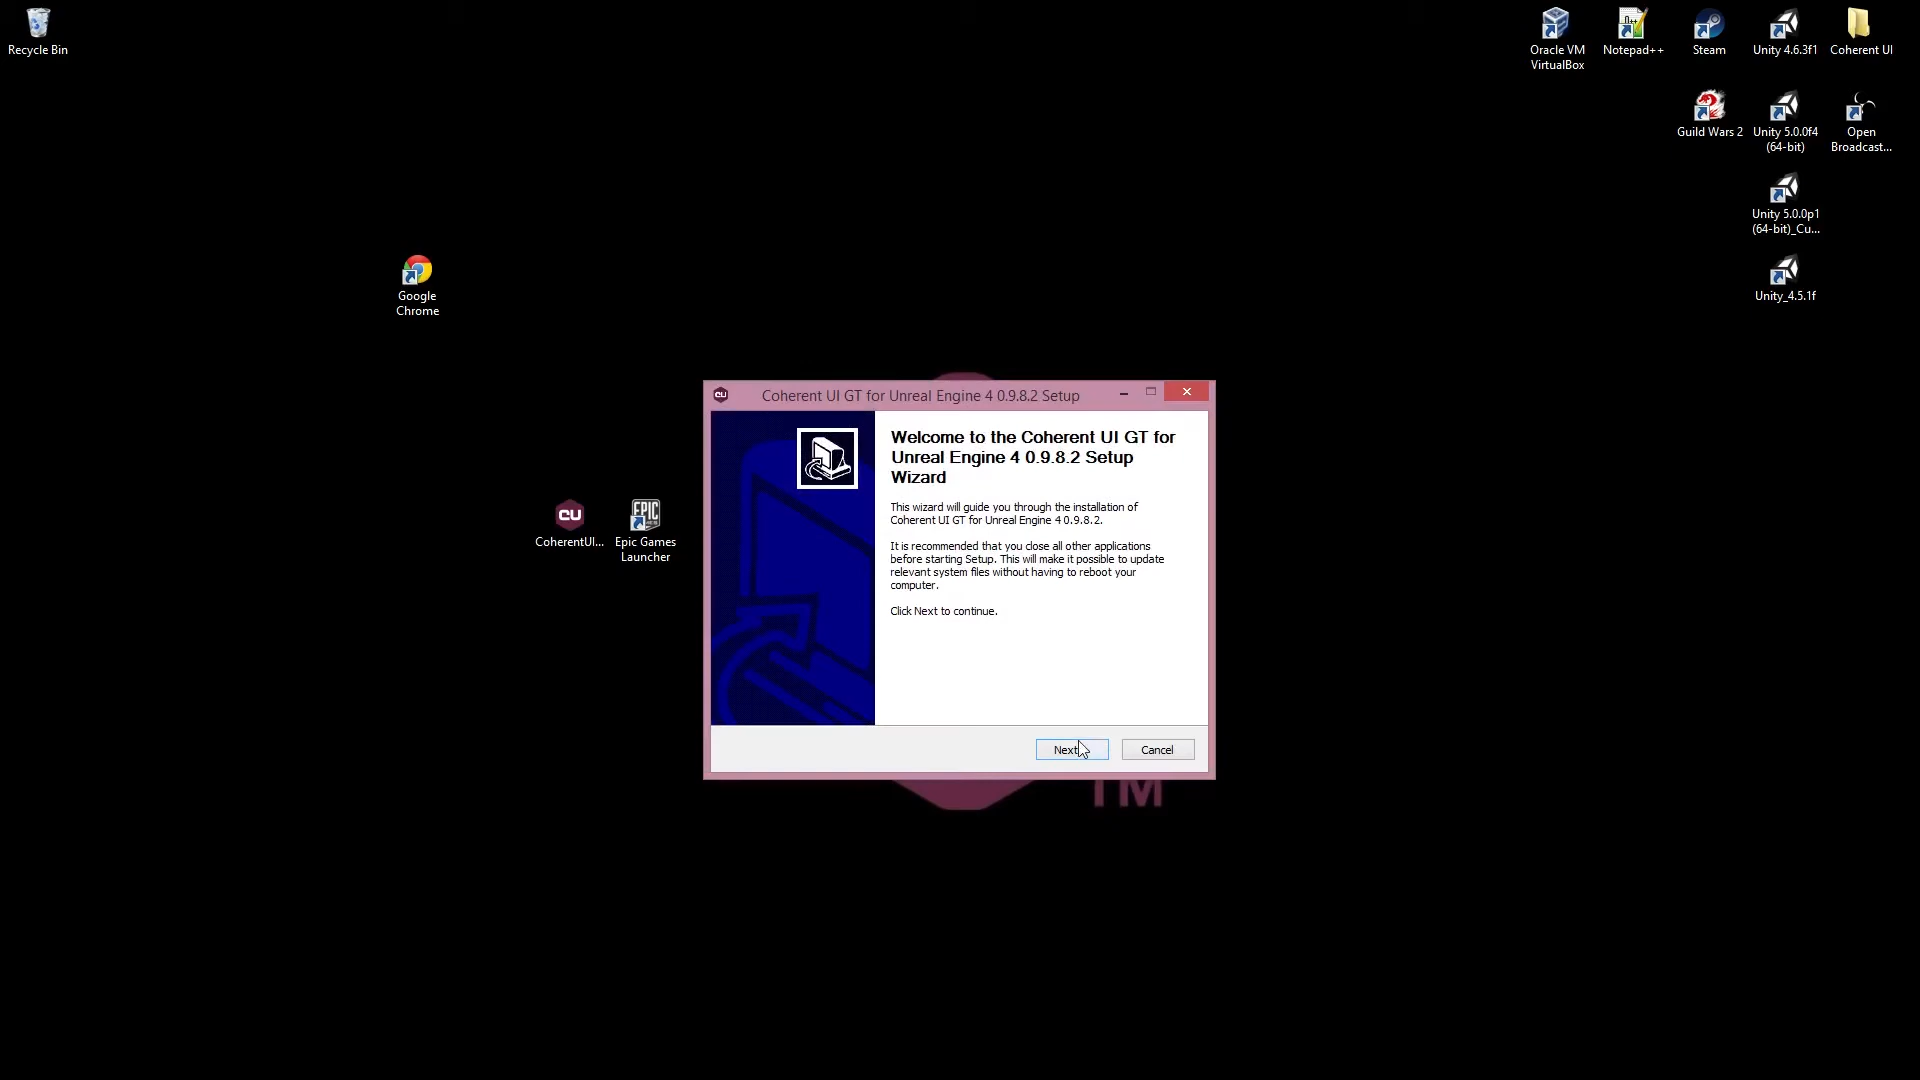 Recycle Bin
Oracle VM
VirtualBox
Notepad++
Steam
Unity 4.6.3f1
Coherent UI
Guild Wars 2
Unity 5.0.0f4
(64-bit)
Open
Broadcast...
Unity 5.0.0p1
(64-bit)_Cu...
Unity_4.5.1f
Google
Chrome
CU
CoherentUI...
EPIC
GAMES
Epic Games
Launcher
CU
Coherent UI GT for Unreal Engine 4 0.9.8.2 Setup
Welcome to the Coherent UI GT for
Unreal Engine 4 0.9.8.2 Setup
Wizard
This wizard will guide you through the installation of
Coherent UI GT for Unreal Engine 4 0.9.8.2.
It is recommended that you close all other applications
before starting Setup. This will make it possible to update
relevant system files without having to reboot your
computer.
Click Next to continue.
Next
Cancel
TM